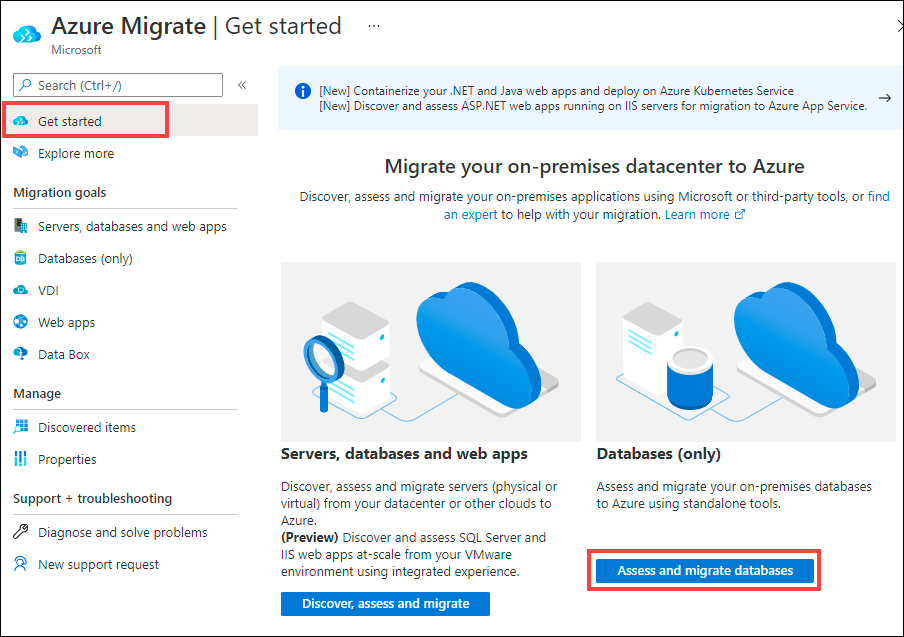 Azure Migrate | Get started ...
Microsoft
Search (Ctrl+/)
«
Get started
Explore more
Migration goals
Servers, databases and web apps
Databases (only)
VDI
Web apps
Data Box
Manage
Discovered items
Properties
Support + troubleshooting
Diagnose and solve problems
New support request
[New] Containerize your .NET and Java web apps and deploy on Azure Kubernetes Service
[New] Discover and assess ASP.NET web apps running on IIS servers for migration to Azure App Service.
Migrate your on-premises datacenter to Azure
Discover, assess and migrate your on-premises applications using Microsoft or third-party tools, or find
an expert to help with your migration. Learn more
Servers, databases and web apps
Discover, assess and migrate servers (physical or
virtual) from your datacenter or other clouds to
Azure.
(Preview) Discover and assess SQL Server and
IIS web apps at-scale from your VMware
environment using integrated experience.
Discover, assess and migrate
Databases (only)
Assess and migrate your on-premises databases
to Azure using standalone tools.
Assess and migrate databases